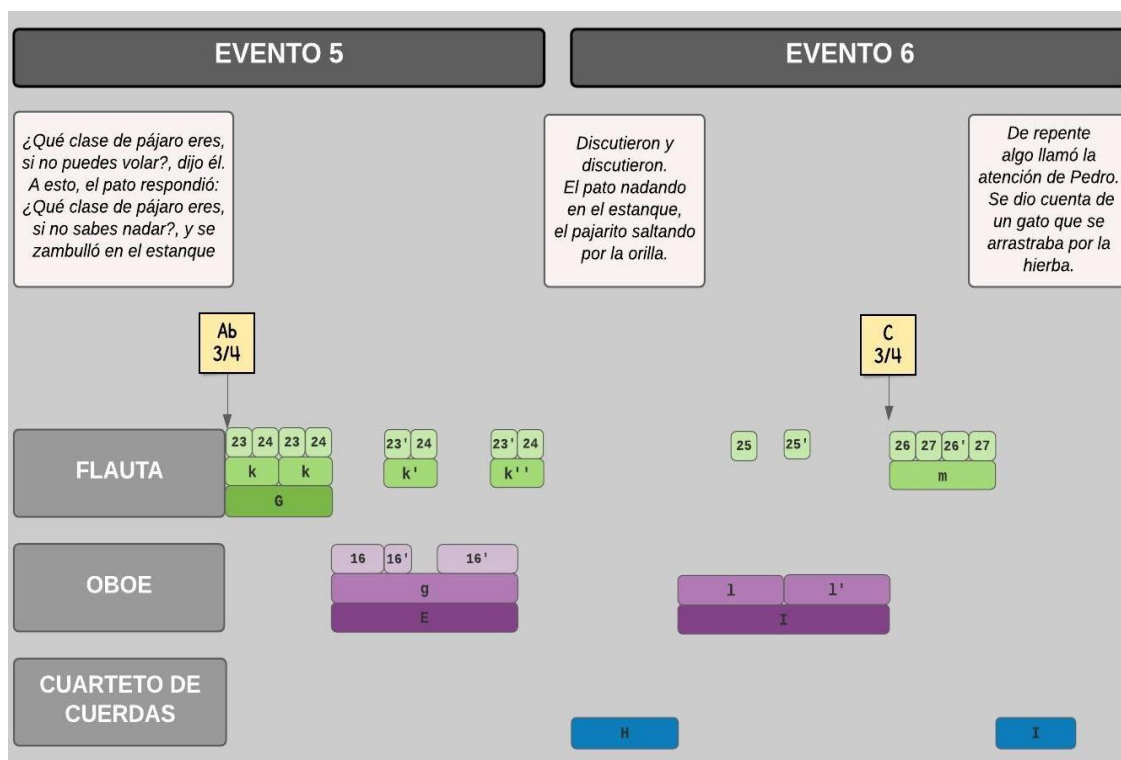 EVENTO 5
EVENTO 6
¿Qué clase de pájaro eres,
si no puedes volar?, dijo él.
A esto, el pato respondió:
¿Qué clase de pájaro eres,
si no sabes nadar?, y se
zambulló en el estanque
Discutieron y
discutieron.
El pato nadando
en el estanque,
el pajarito saltando
por la orilla.
De repente
algo llamó la
atención de Pedro.
Se dio cuenta de
un gato que se
arrastraba por la
hierba.
Ab
3/4
C
3/4
FLAUTA
23 24 23 24 23' 24 23' 24 25 25' 26 27 26' 27
k k k' k'' m
G
OBOE
16 16' 16'
g l l'
E I
CUARTETO DE
CUERDAS
H I